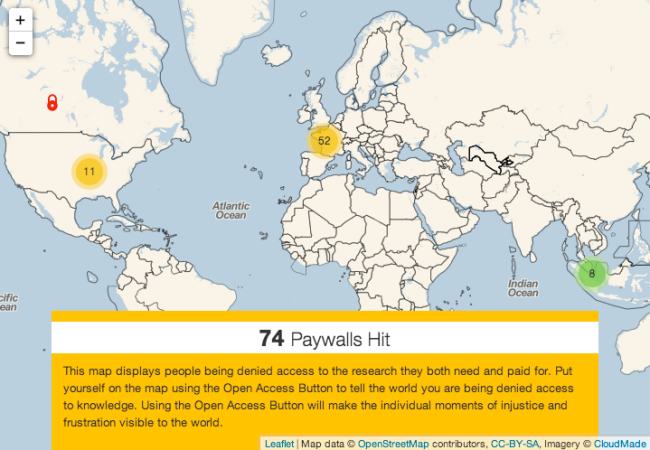 +
−
11
52
Atlantic
Ocean
8
Indian
Ocean
cific
ean
74 Paywalls Hit
This map displays people being denied access to the research they both need and paid for. Put
yourself on the map using the Open Access Button to tell the world you are being denied access
to knowledge. Using the Open Access Button will make the individual moments of injustice and
frustration visible to the world.
Leaflet | Map data © OpenStreetMap contributors, CC-BY-SA, Imagery © CloudMade